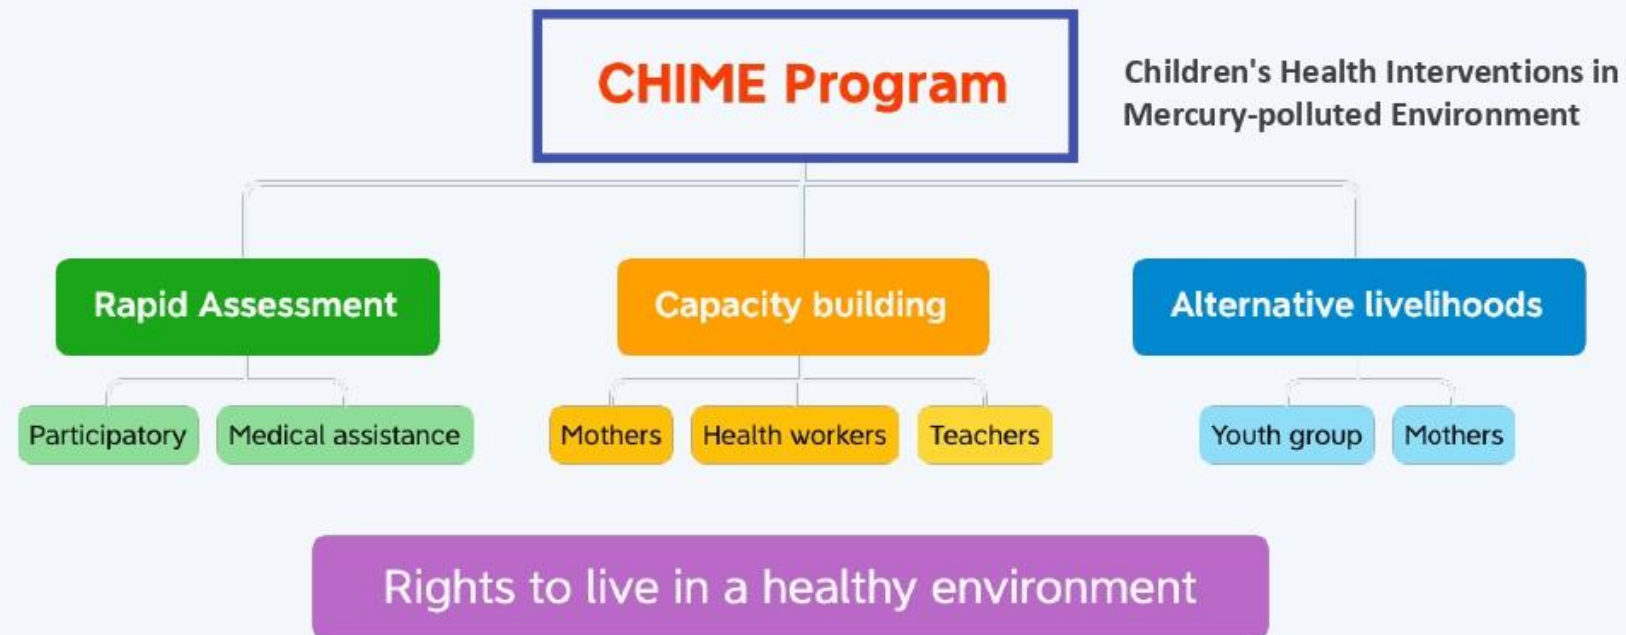 CHIME Program
Children's Health Interventions in
Mercury-polluted Environment
Rapid Assessment
Capacity building
Alternative livelihoods
Participatory
Medical assistance
Mothers
Health workers
Teachers
Youth group
Mothers
Rights to live in a healthy environment